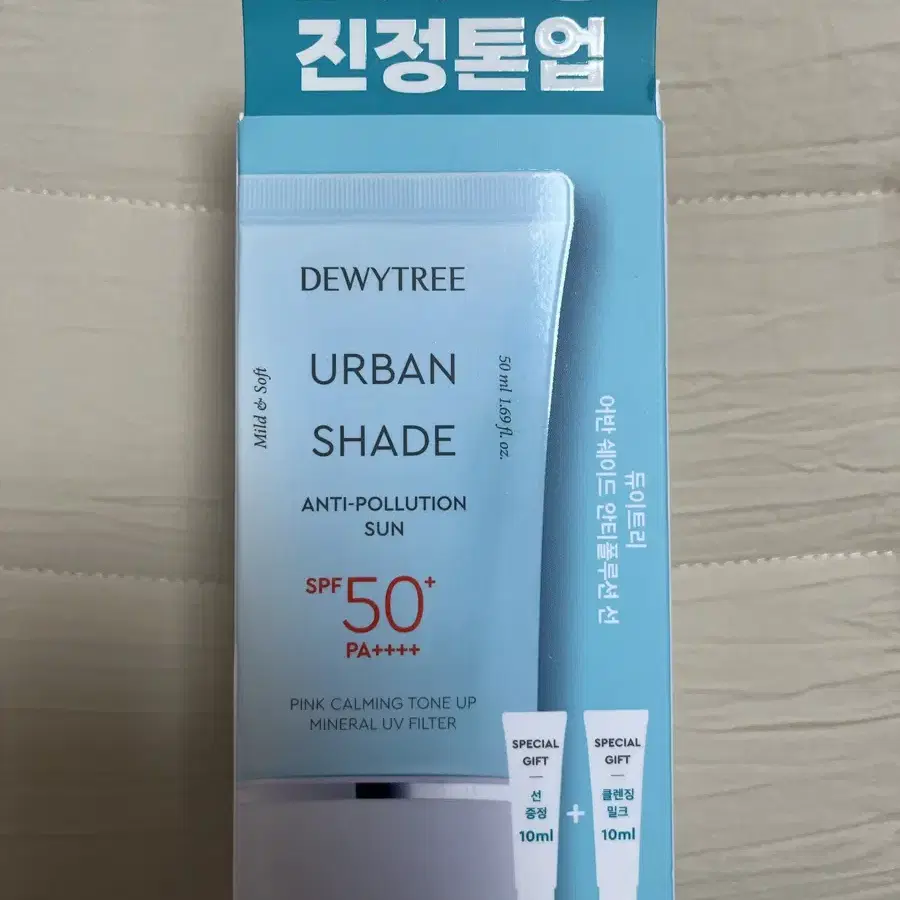 진정톤업
DEWYTREE
URBAN
SHADE
Mild & Soft
50 ml 1.69 fl. oz.
ANTI-POLLUTION
SUN
SPF 50+
PA++++
PINK CALMING TONE UP
MINERAL UV FILTER
듀이트리
어반 쉐이드 안티폴루션 선
SPECIAL
GIFT
선
증정
10ml
+
SPECIAL
GIFT
클렌징
밀크
10ml